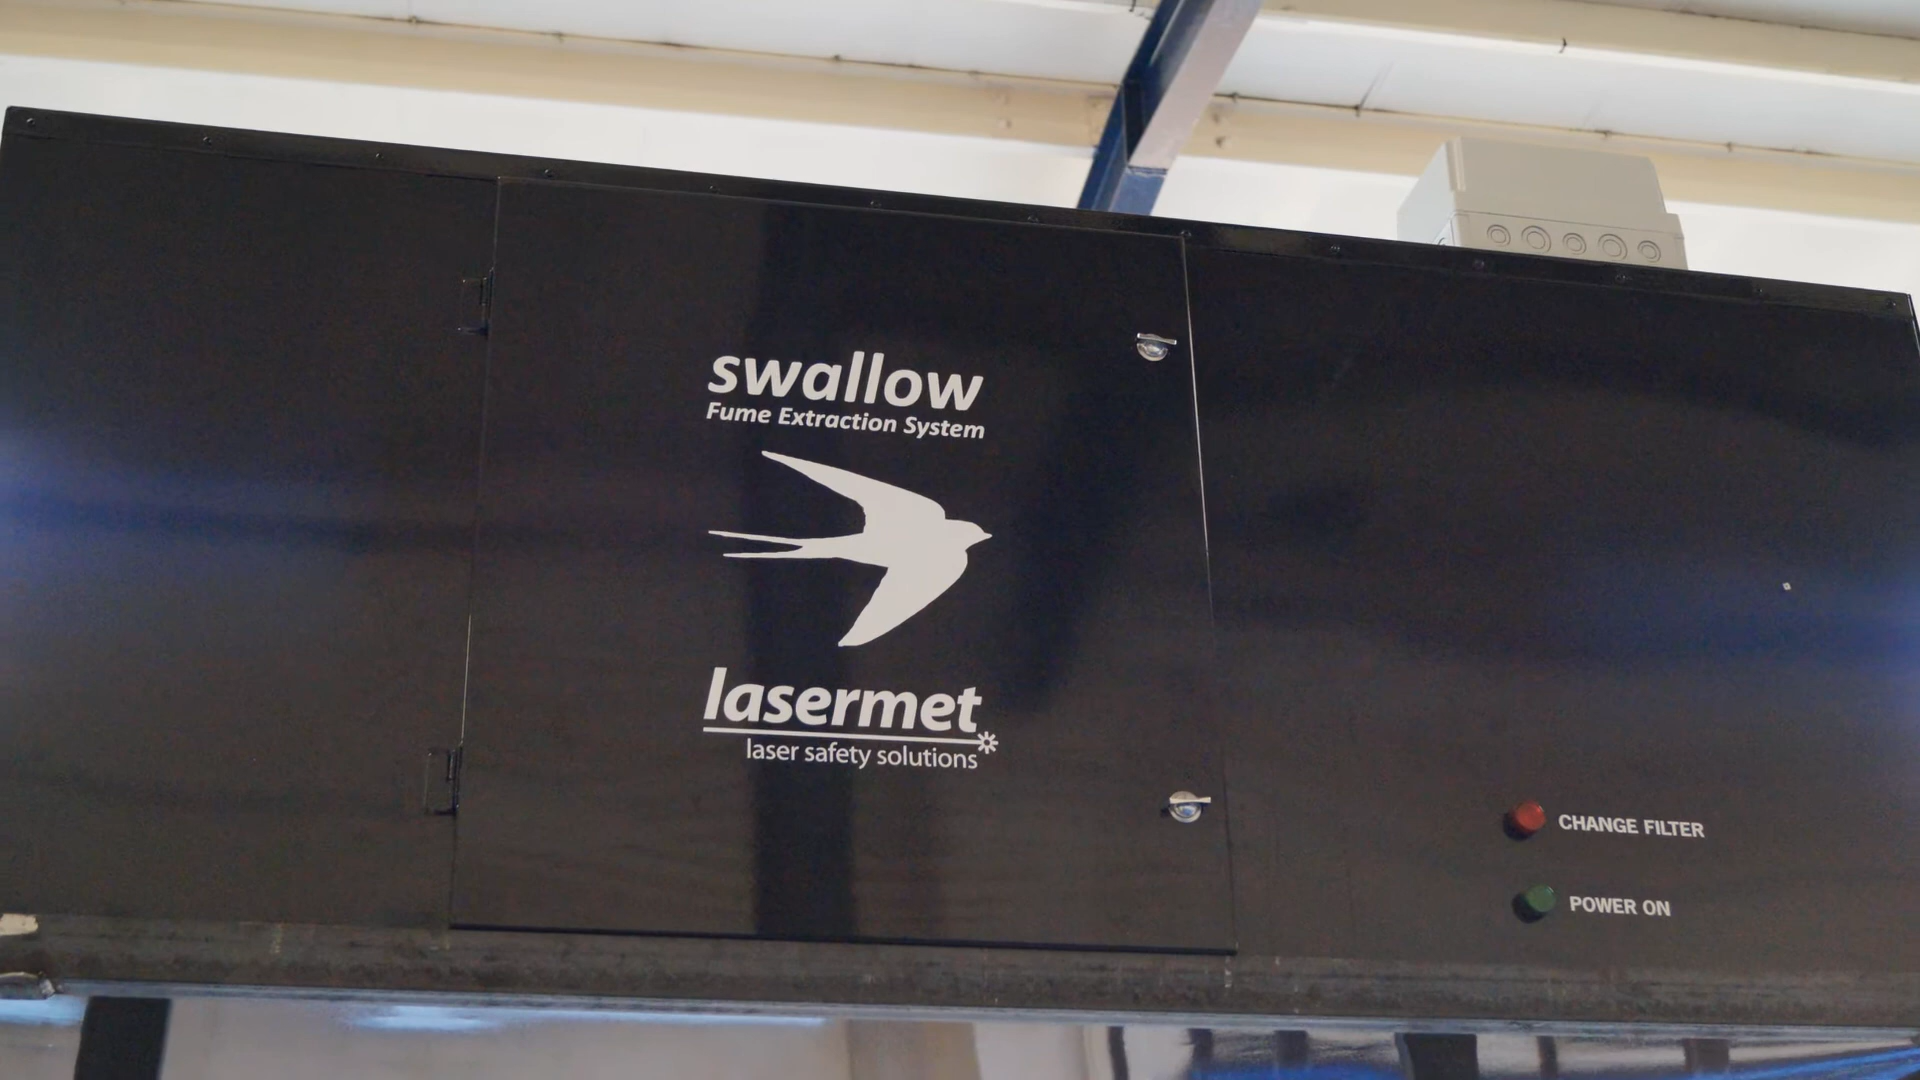 swallow
Fume Extraction System
lasermet
laser safety solutions
CHANGE FILTER
POWER ON